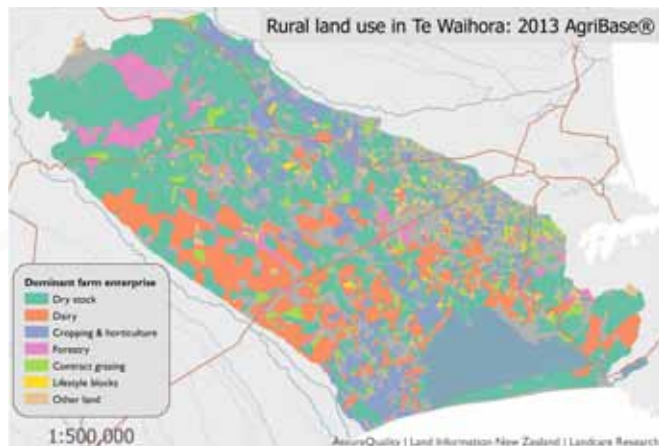 Rural land use in Te Waihora: 2013 AgriBase®
Dominant farm enterprise
Dry stock
Dairy
Cropping & horticulture
Forestry
Contract grazing
Lifestyle blocks
Other land
1:500,000
AssureQuality | Land Information New Zealand | Landcare Research